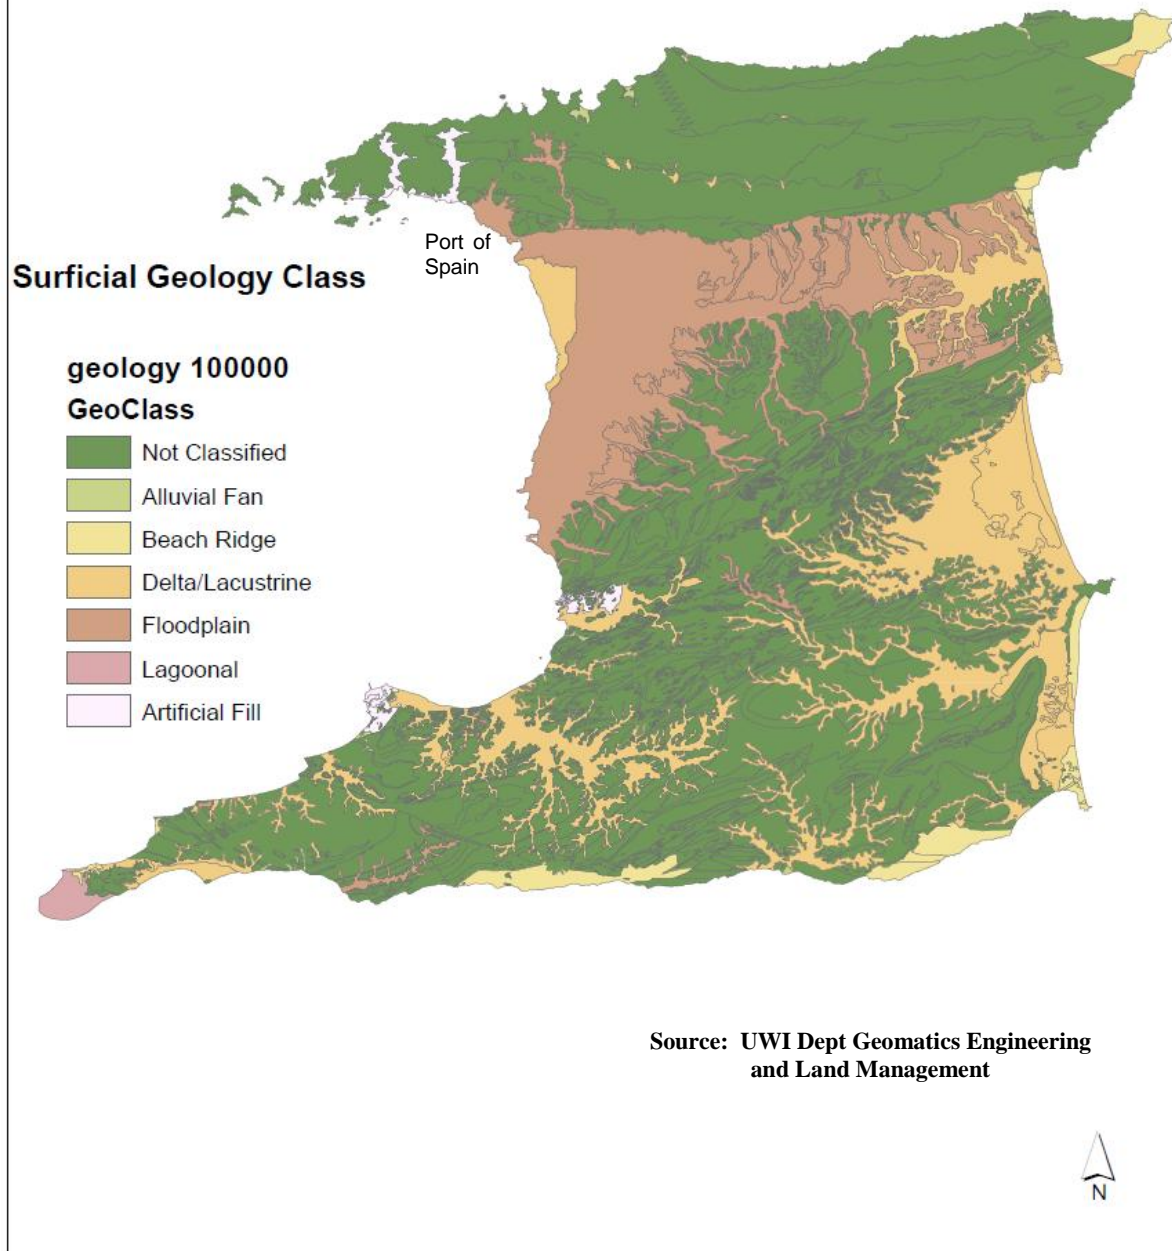 Port of
Spain
Surficial Geology Class
geology 100000
GeoClass
Not Classified
Alluvial Fan
Beach Ridge
Delta/Lacustrine
Floodplain
Lagoonal
Artificial Fill
Source: UWI Dept Geomatics Engineering
and Land Management
N